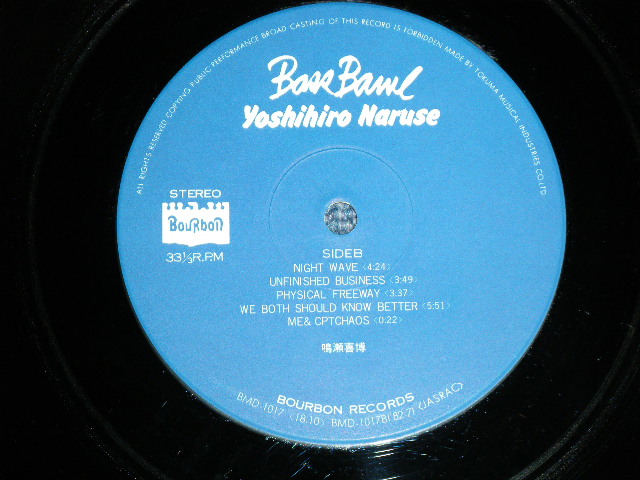 ALL RIGHTS RESERVED COPYING PUBLIC PERFORMANCE BROAD CASTING OF THIS RECORD IS FORBIDDEN MADE BY TOKUMA MUSICAL INDUSTRIES CO.,LTD.
Bass Bawl
Yoshihiro Naruse
STEREO
BouRbon
33⅓R.P.M
SIDE B
NIGHT WAVE <4:24>
UNFINISHED BUSINESS <3:49>
PHYSICAL FREEWAY <3:37>
WE BOTH SHOULD KNOW BETTER <5:51>
ME& CPTCHAOS <0:22>
鳴瀬喜博
BOURBON RECORDS
BMD-1017 <18.10> BMD-1017B('82·7) (JASRAC)